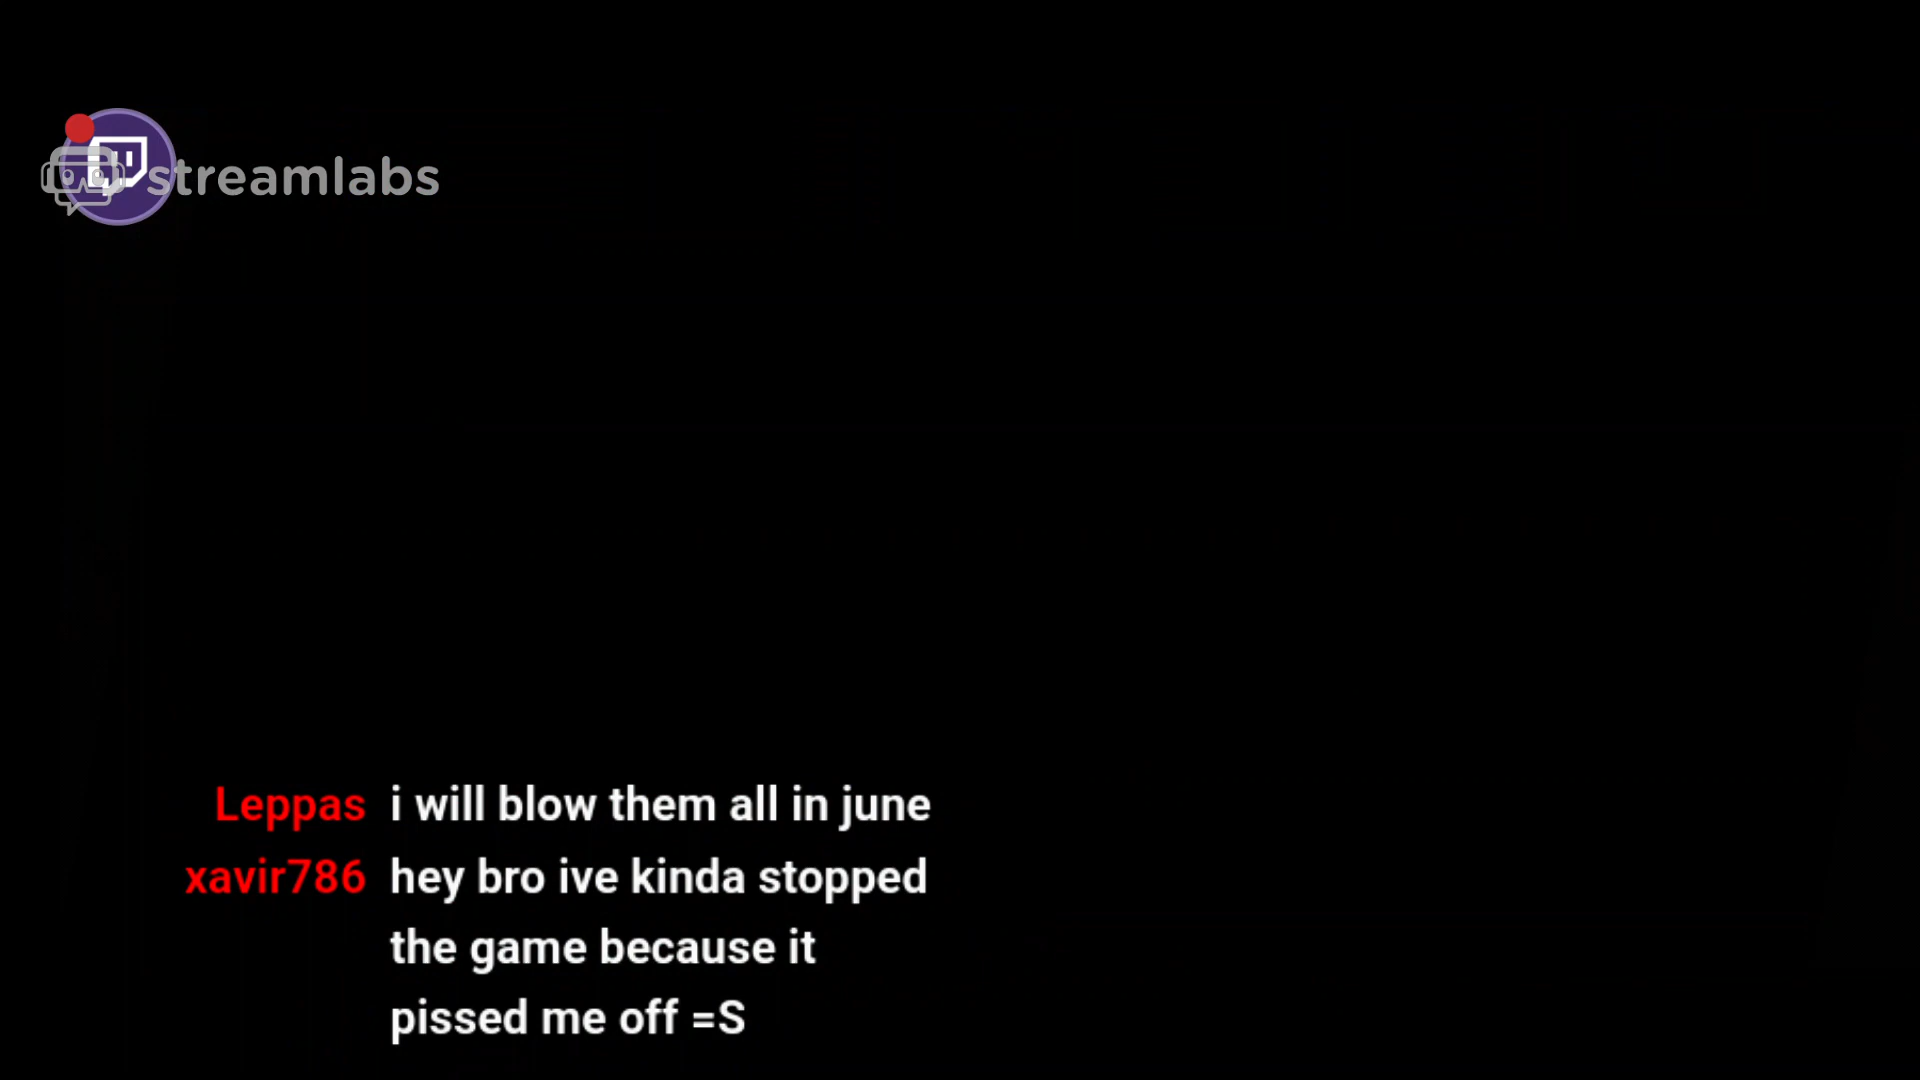 streamlabs
Leppas i will blow them all in june
xavir786 hey bro ive kinda stopped
the game because it
pissed me off =S